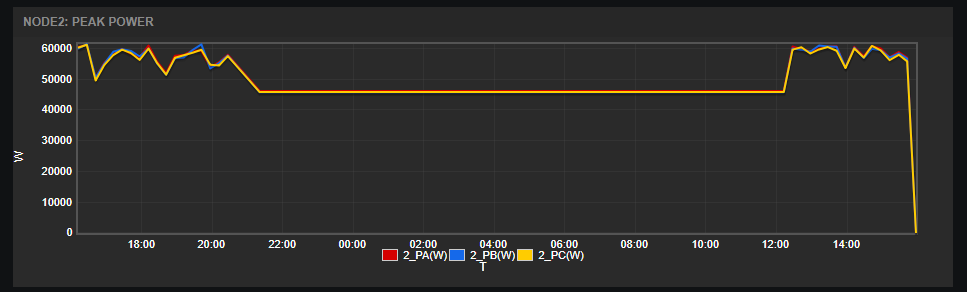 NODE2: PEAK POWER
60000
50000
40000
30000
20000
10000
0
W
18:00 20:00 22:00 00:00 02:00 04:00 06:00 08:00 10:00 12:00 14:00
2_PA(W) 2_PB(W) 2_PC(W)
T